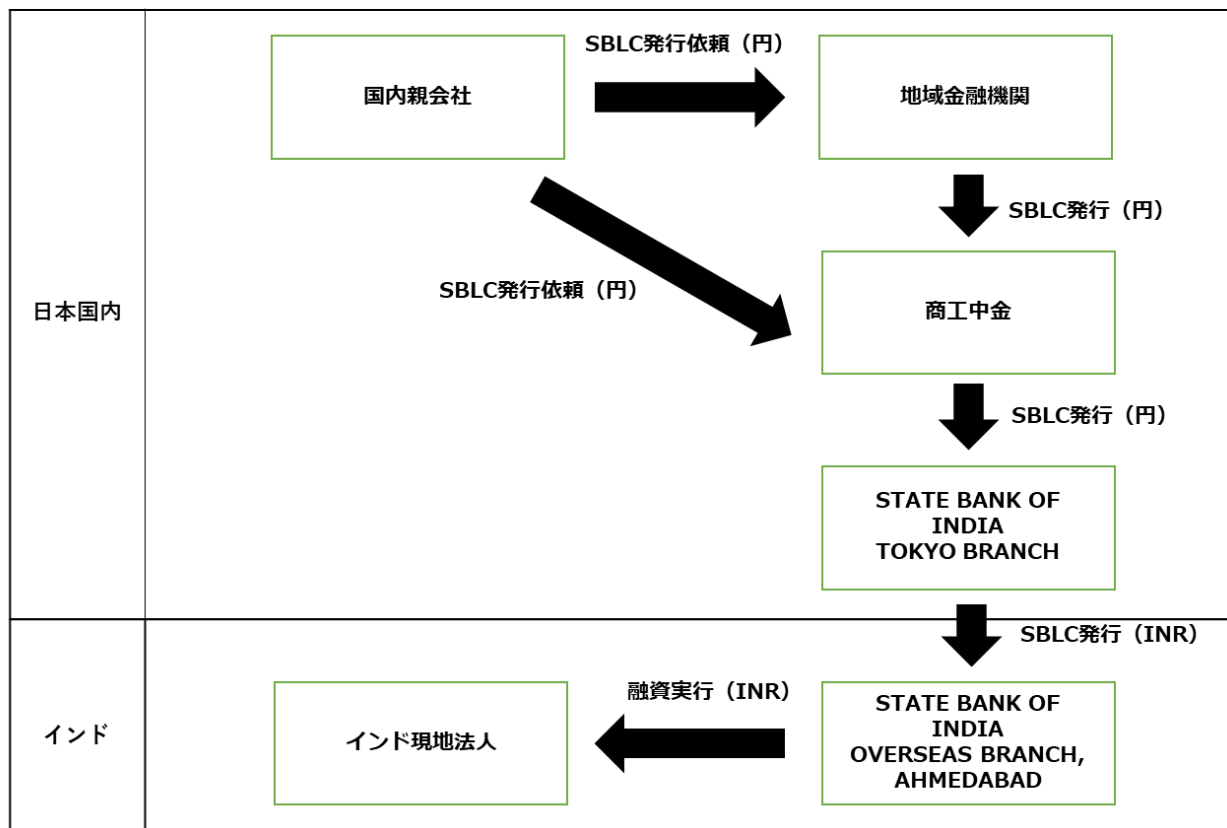 SBLC発行依頼（円）
国内親会社
地域金融機関
SBLC発行（円）
SBLC発行依頼（円）
日本国内
商工中金
SBLC発行（円）
STATE BANK OF
INDIA
TOKYO BRANCH
SBLC発行（INR）
融資実行（INR）
インド
インド現地法人
STATE BANK OF
INDIA
OVERSEAS BRANCH,
AHMEDABAD